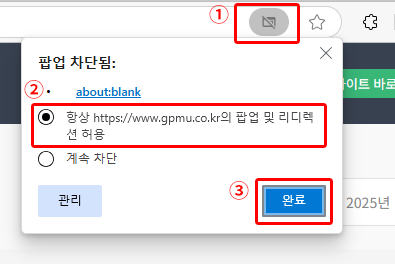 ①
팝업 차단됨:
② • about:blank
항상 https://www.gpmu.co.kr의 팝업 및 리디렉
션 허용
계속 차단
③
관리
완료
사이트 바로
2025년